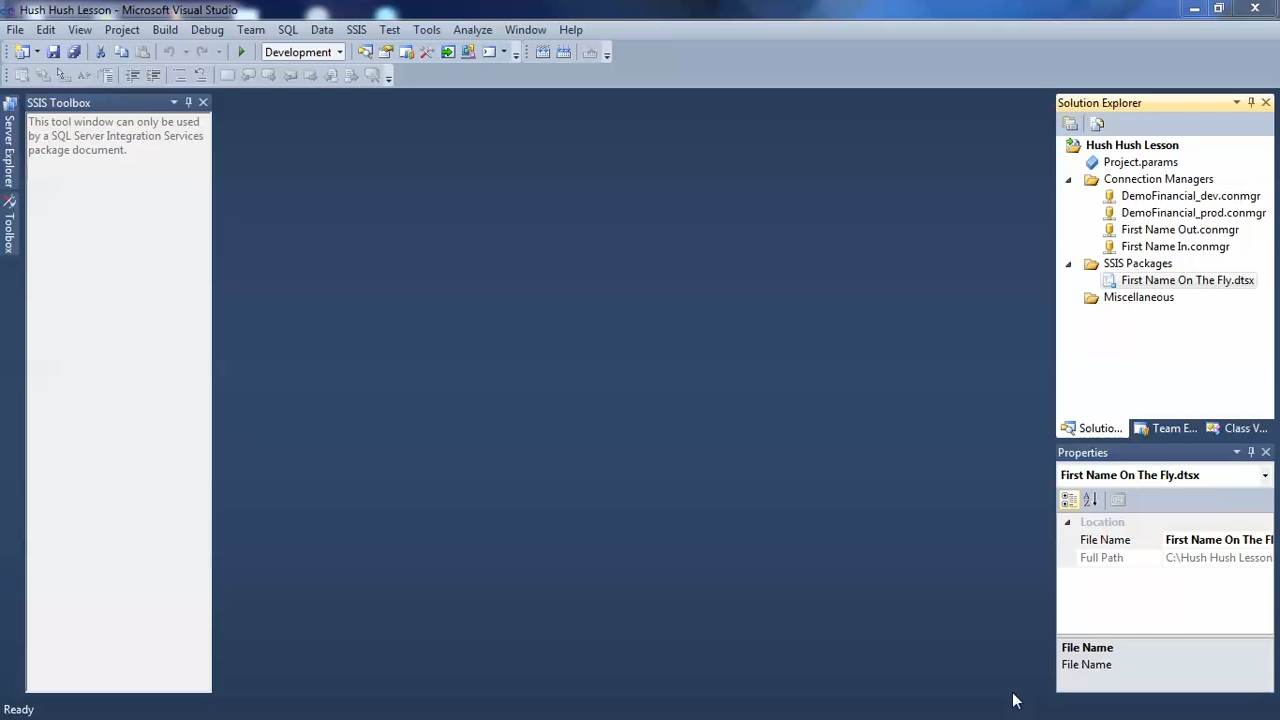 Hush Hush Lesson - Microsoft Visual Studio
File Edit View Project Build Debug Team SQL Data SSIS Test Tools Analyze Window Help
Development
SSIS Toolbox
This tool window can only be used
by a SQL Server Integration Services
package document.
Server Explorer
Toolbox
Solution Explorer
Hush Hush Lesson
Project.params
Connection Managers
DemoFinancial_dev.conmgr
DemoFinancial_prod.conmgr
First Name Out.conmgr
First Name In.conmgr
SSIS Packages
First Name On The Fly.dtsx
Miscellaneous
Solutio... Team E... Class V...
Properties
First Name On The Fly.dtsx
Location
File Name First Name On The Fl
Full Path C:\Hush Hush Lesson
File Name
File Name
Ready